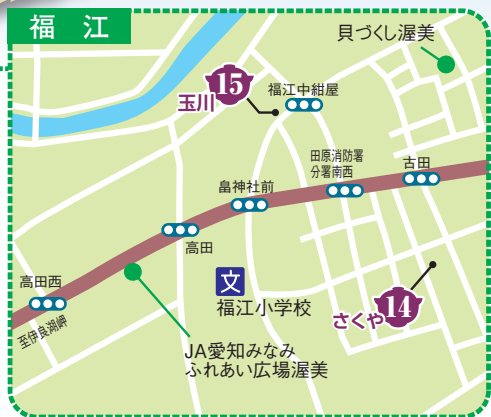 福江
貝づくし渥美
15
玉川
福江中紺屋
田原消防署
分署南西
古田
畠神社前
高田
文
福江小学校
高田西
至伊良湖岬
14
さくや
JA愛知みなみ
ふれあい広場渥美